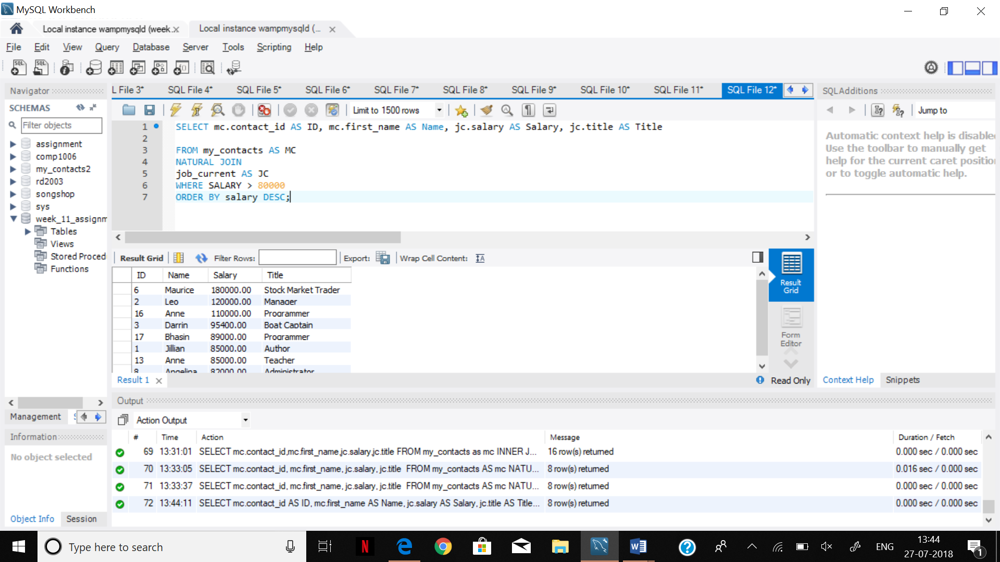 MySQL Workbench
Local instance wampmysqld (week x
Local instance wampmysqld (... x
File Edit View Query Database Server Tools Scripting Help
Navigator
L File 3* SQL File 4* SQL File 5* SQL File 6* SQL File 7* SQL File 8* SQL File 9* SQL File 10* SQL File 11* SQL File 12*
SQLAdditions
SCHEMAS
Filter objects
assignment
comp1006
my_contacts2
rd2003
songshop
sys
week_11_assignm
Tables
Views
Stored Proced
Functions
Limit to 1500 rows
Jump to
1 SELECT mc.contact_id AS ID, mc.first_name AS Name, jc.salary AS Salary, jc.title AS Title
2
3 FROM my_contacts AS MC
4 NATURAL JOIN
5 job_current AS JC
6 WHERE SALARY > 80000
7 ORDER BY salary DESC;
Automatic context help is disable
Use the toolbar to manually get
help for the current caret positio
or to toggle automatic help.
Result Grid Filter Rows: Export: Wrap Cell Content:
ID Name Salary Title
6 Maurice 180000.00 Stock Market Trader
2 Leo 120000.00 Manager
16 Anne 110000.00 Programmer
3 Darrin 95400.00 Boat Captain
17 Bhasin 89000.00 Programmer
1 Jillian 85000.00 Author
13 Anne 85000.00 Teacher
8 Angelina 82000.00 Administrator
Result Grid
Form Editor
Result 1
Read Only
Context Help Snippets
Management
Information
No object selected
Object Info Session
Output
Action Output
# Time Action Message Duration / Fetch
69 13:31:01 SELECT mc.contact_id,mc.first_name,jc.salary,jc.title FROM my_contacts as mc INNER J... 16 row(s) returned 0.000 sec / 0.000 sec
70 13:33:05 SELECT mc.contact_id, mc.first_name, jc.salary, jc.title FROM my_contacts AS mc NATU... 8 row(s) returned 0.016 sec / 0.000 sec
71 13:33:37 SELECT mc.contact_id, mc.first_name, jc.salary, jc.title FROM my_contacts AS mc NATU... 8 row(s) returned 0.000 sec / 0.000 sec
72 13:44:11 SELECT mc.contact_id AS ID, mc.first_name AS Name, jc.salary AS Salary, jc.title AS Title... 8 row(s) returned 0.000 sec / 0.000 sec
Type here to search
ENG
13:44
27-07-2018
1